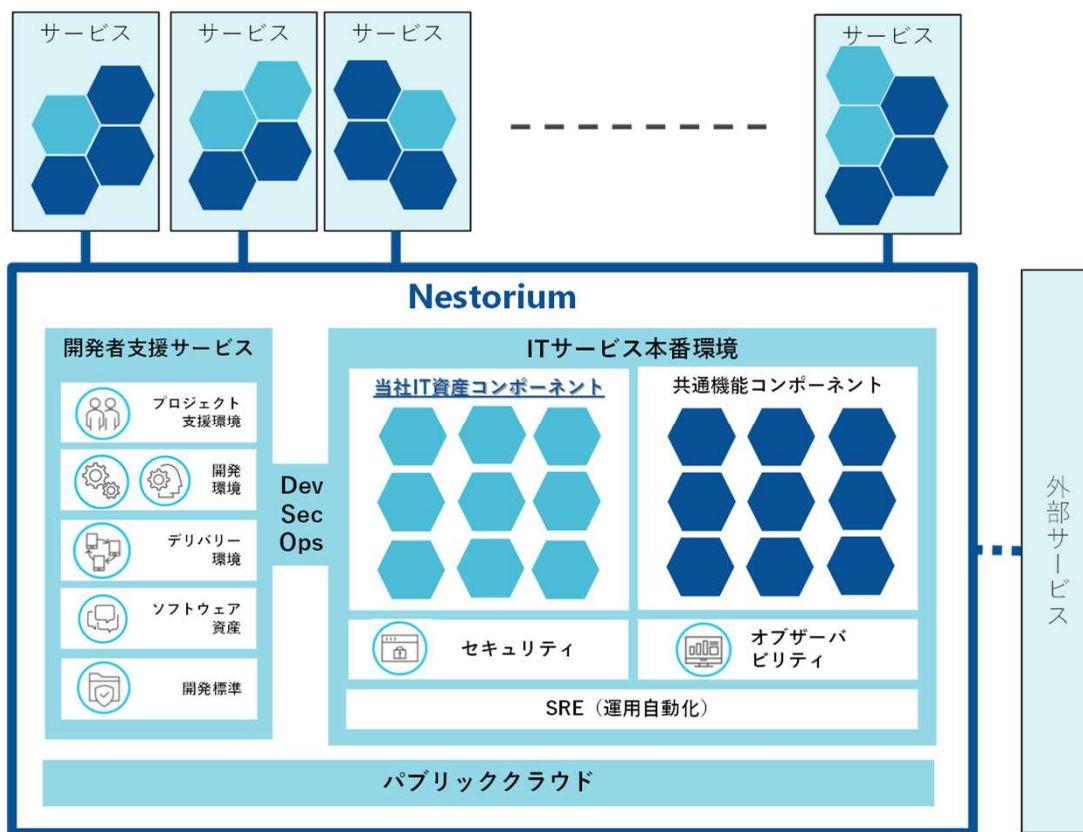 サービス
サービス
サービス
サービス
Nestorium
開発者支援サービス
プロジェクト
支援環境
開発
環境
デリバリー
環境
ソフトウェア
資産
開発標準
Dev
Sec
Ops
ITサービス本番環境
当社IT資産コンポーネント
共通機能コンポーネント
セキュリティ
オブザーバ
ビリティ
SRE（運用自動化）
パブリッククラウド
外部サービス